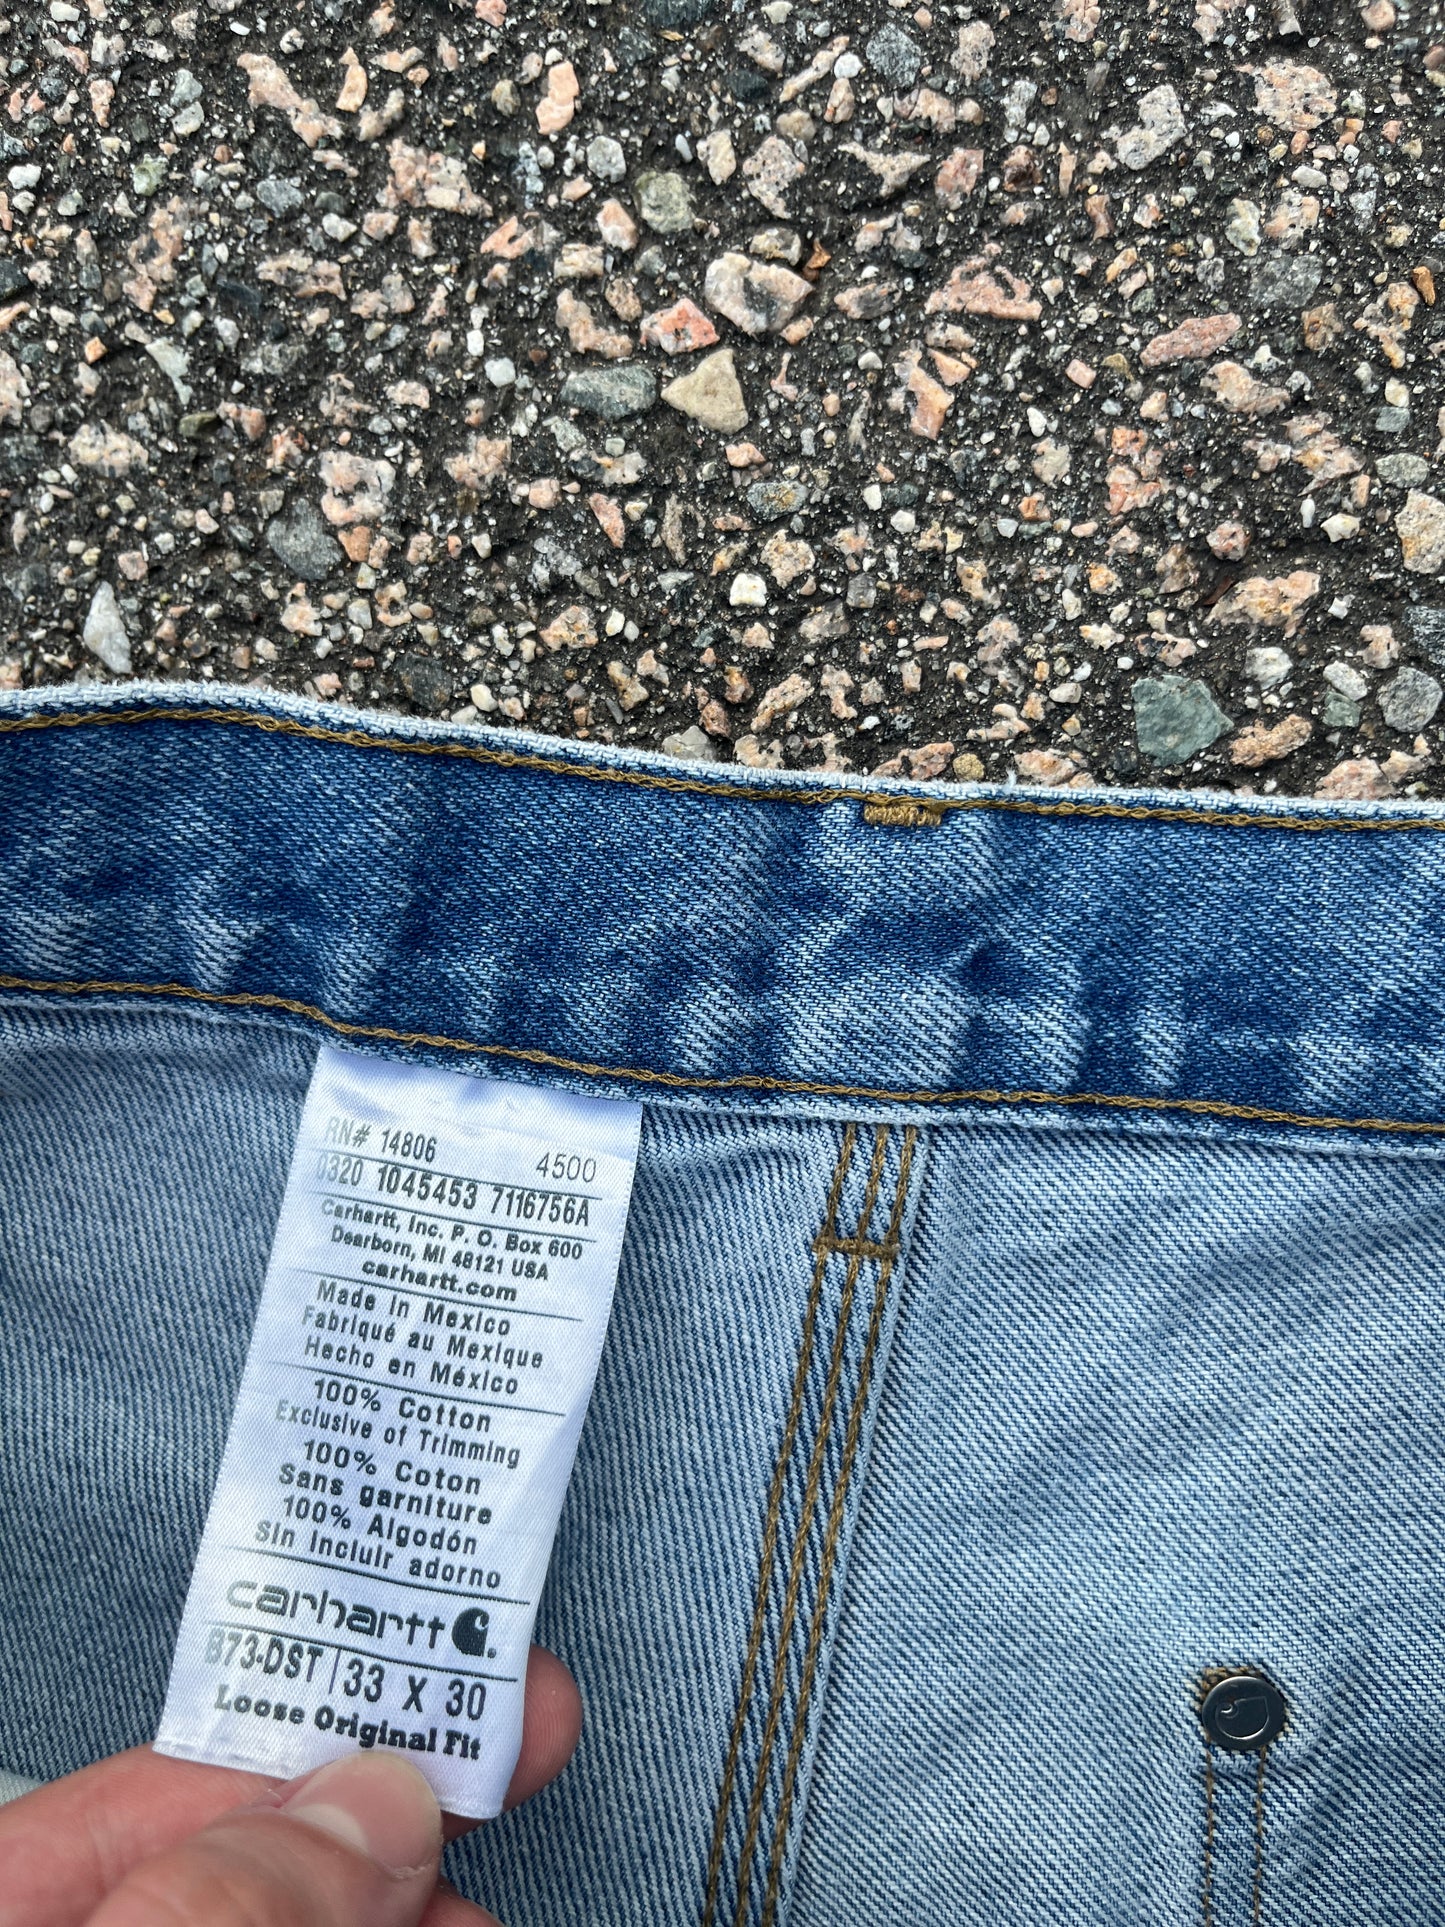 RN# 14806 4500
0320 1045453 7116756A
Carhartt, Inc. P. O. Box 600
Dearborn, MI 48121 USA
carhartt.com
Made in Mexico
Fabriqué au Mexique
Hecho en México
100% Cotton
Exclusive of Trimming
100% Coton
Sans garniture
100% Algodón
Sin incluir adorno
carhartt
B73-DST 33 X 30
Loose Original Fit